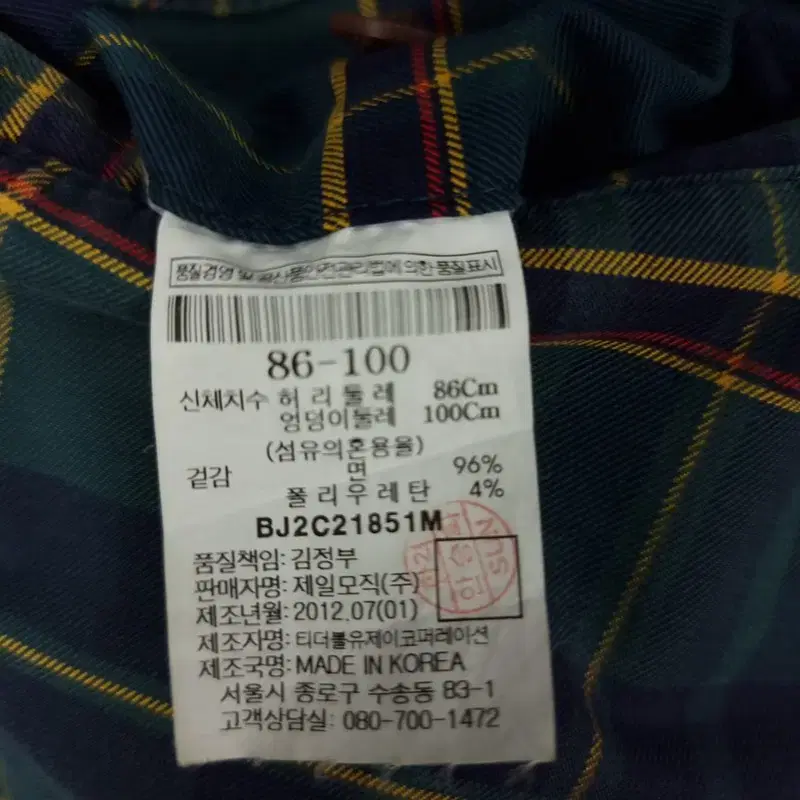 품질경영 및 공산품안전관리법에 의한 품질표시
86-100
신체치수 허리둘레 86Cm
엉덩이둘레 100Cm
(섬유의혼용율)
겉감 면 96%
폴리우레탄 4%
BJ2C21851M
품질책임: 김정부
판매자명: 제일모직(주)
제조년월: 2012.07(01)
제조자명: 티더블유제이코퍼레이션
제조국명: MADE IN KOREA
서울시 종로구 수송동 83-1
고객상담실: 080-700-1472
SUN